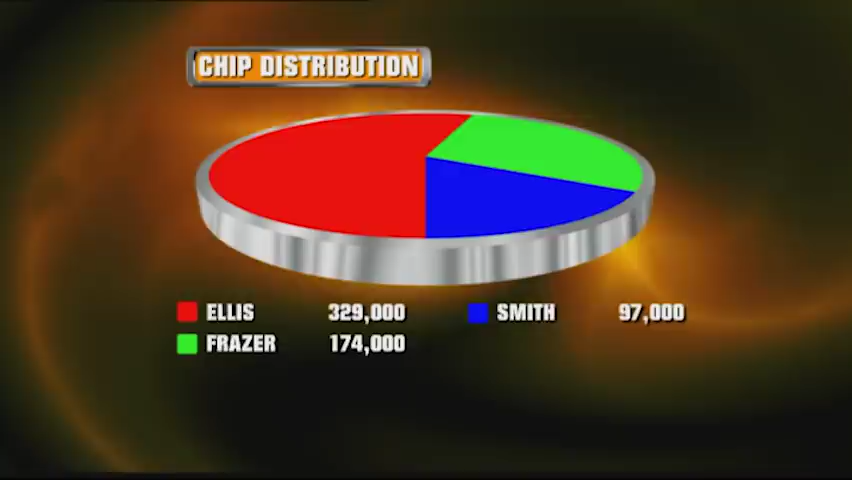 CHIP DISTRIBUTION
ELLIS 329,000 SMITH 97,000
FRAZER 174,000